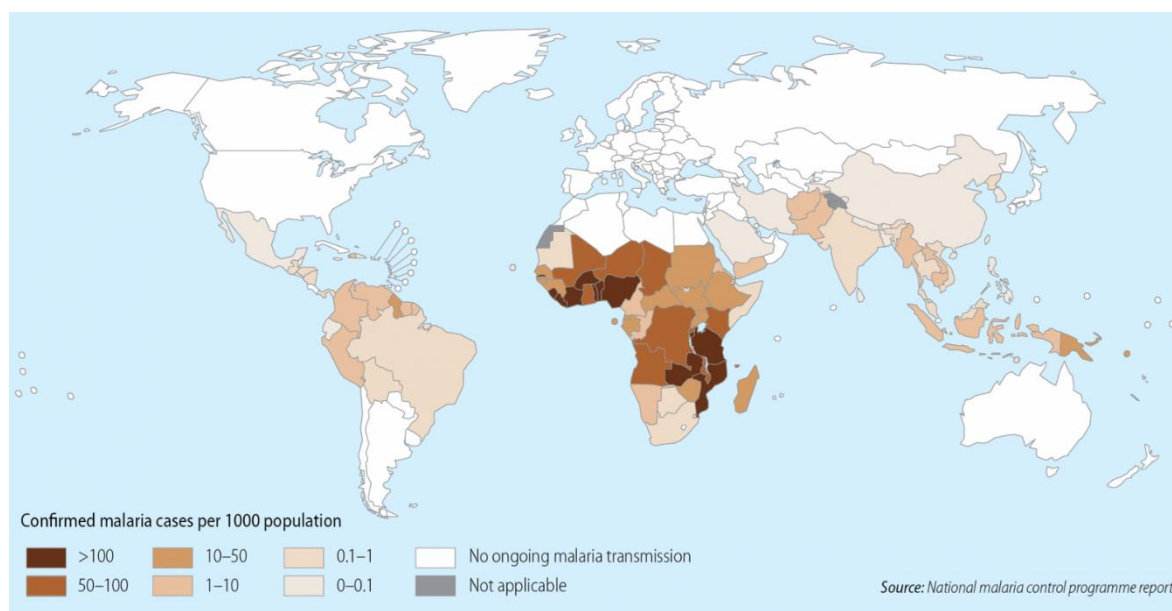 Confirmed malaria cases per 1000 population
>100 10–50 0.1–1 No ongoing malaria transmission
50–100 1–10 0–0.1 Not applicable
Source: National malaria control programme report